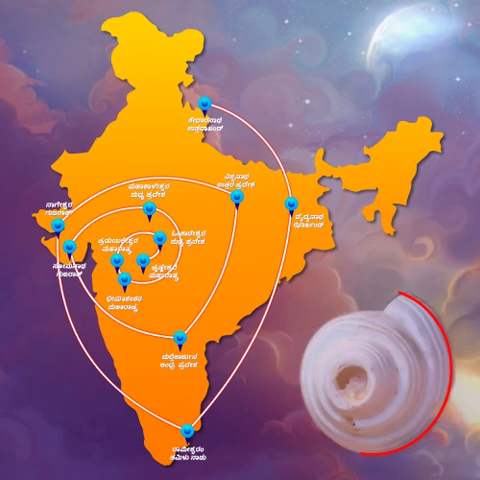 ಕೇದಾರನಾಥ
ಉತ್ತರಾಖಂಡ್
ವಿಶ್ವನಾಥ
ಉತ್ತರ ಪ್ರದೇಶ
ಮಹಾಕಾಳೇಶ್ವರ
ಮಧ್ಯ ಪ್ರದೇಶ
ನಾಗೇಶ್ವರ
ಗುಜರಾತ್
ವೈದ್ಯನಾಥ
ಜಾರ್ಖಂಡ್
ಓಂಕಾರೇಶ್ವರ
ಮಧ್ಯ ಪ್ರದೇಶ
ತ್ರಯಂಬಕೇಶ್ವರ
ಮಹಾರಾಷ್ಟ್ರ
ಸೋಮನಾಥ
ಗುಜರಾತ್
ಘೃಷ್ಣೇಶ್ವರ
ಮಹಾರಾಷ್ಟ್ರ
ಭೀಮಾಶಂಕರ
ಮಹಾರಾಷ್ಟ್ರ
ಮಲ್ಲಿಕಾರ್ಜುನ
ಆಂಧ್ರ ಪ್ರದೇಶ
ರಾಮೇಶ್ವರಂ
ತಮಿಳು ನಾಡು